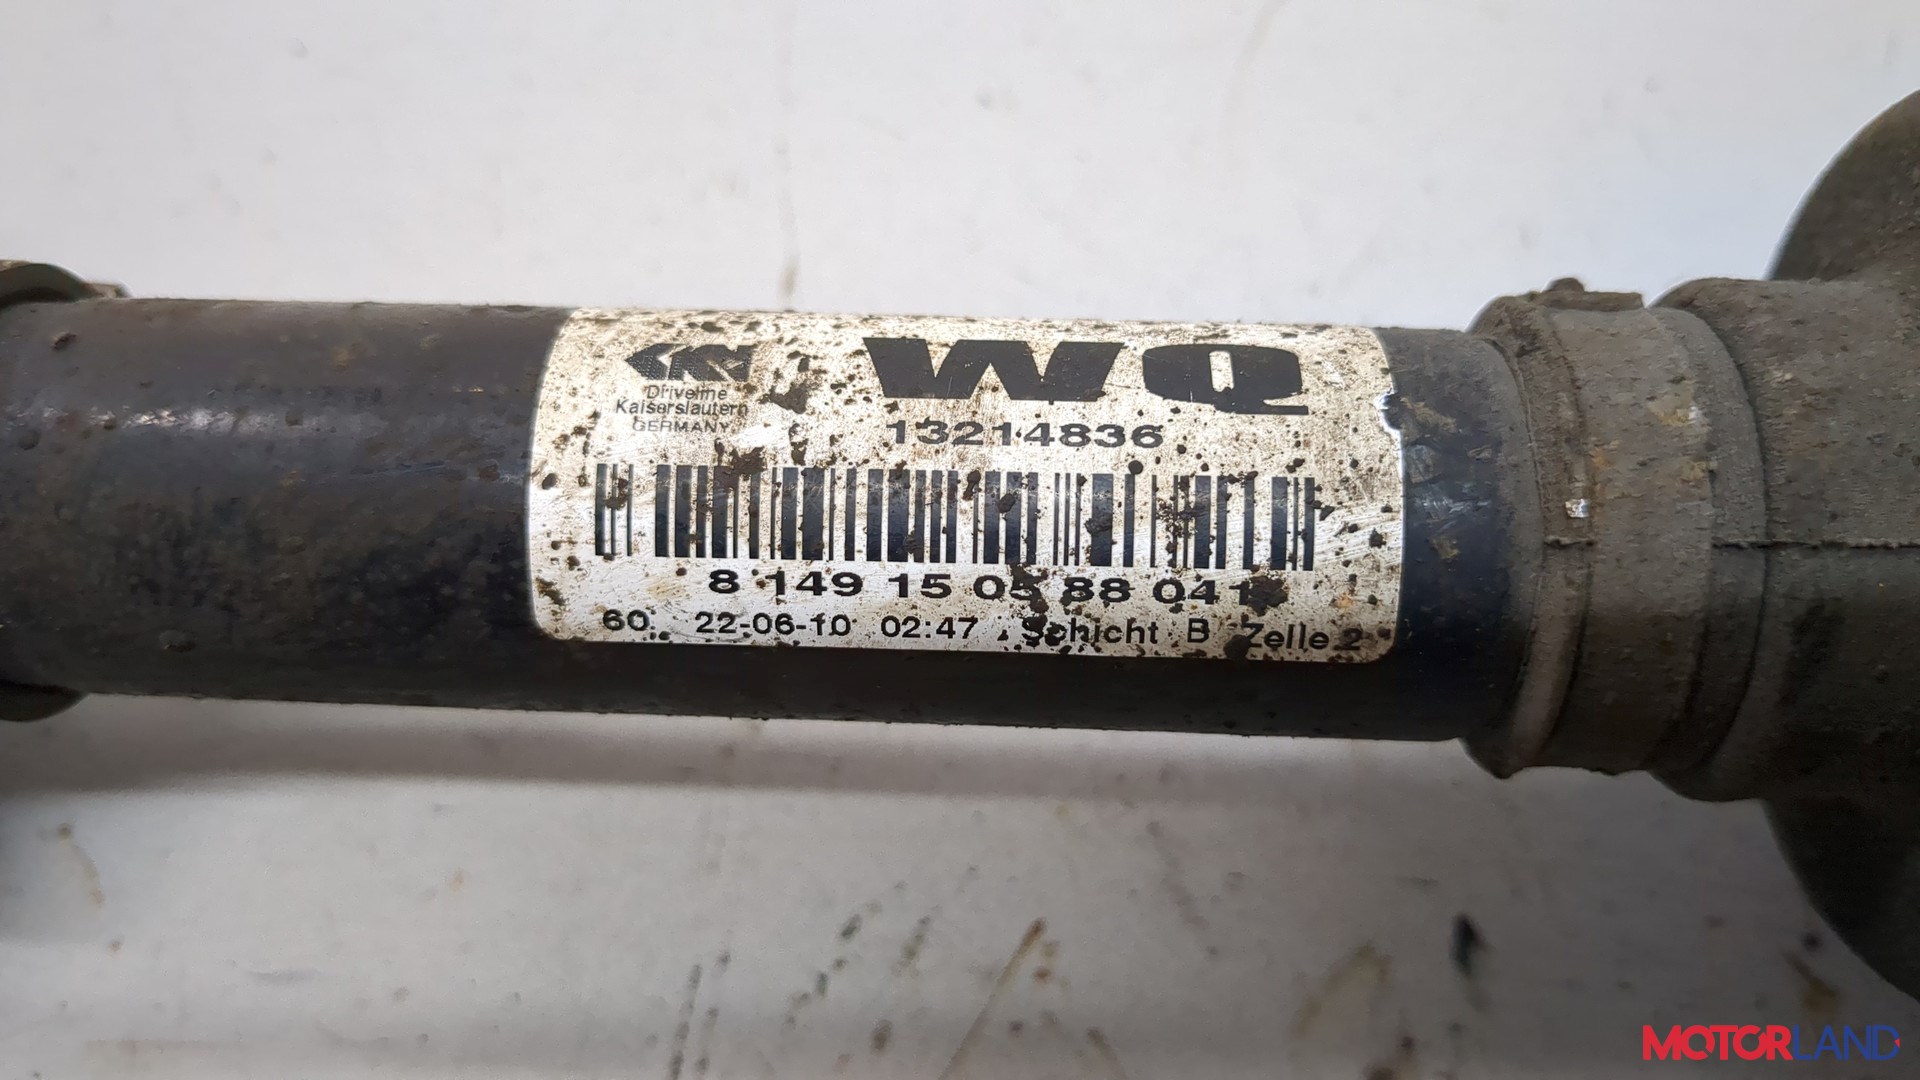 GKN
WQ
Driveline
Kaiserslautern
GERMANY
13214836
8 149 15 05 88 041
60. 22-06-10 02:47 Schicht B Zelle 2
MOTORLAND